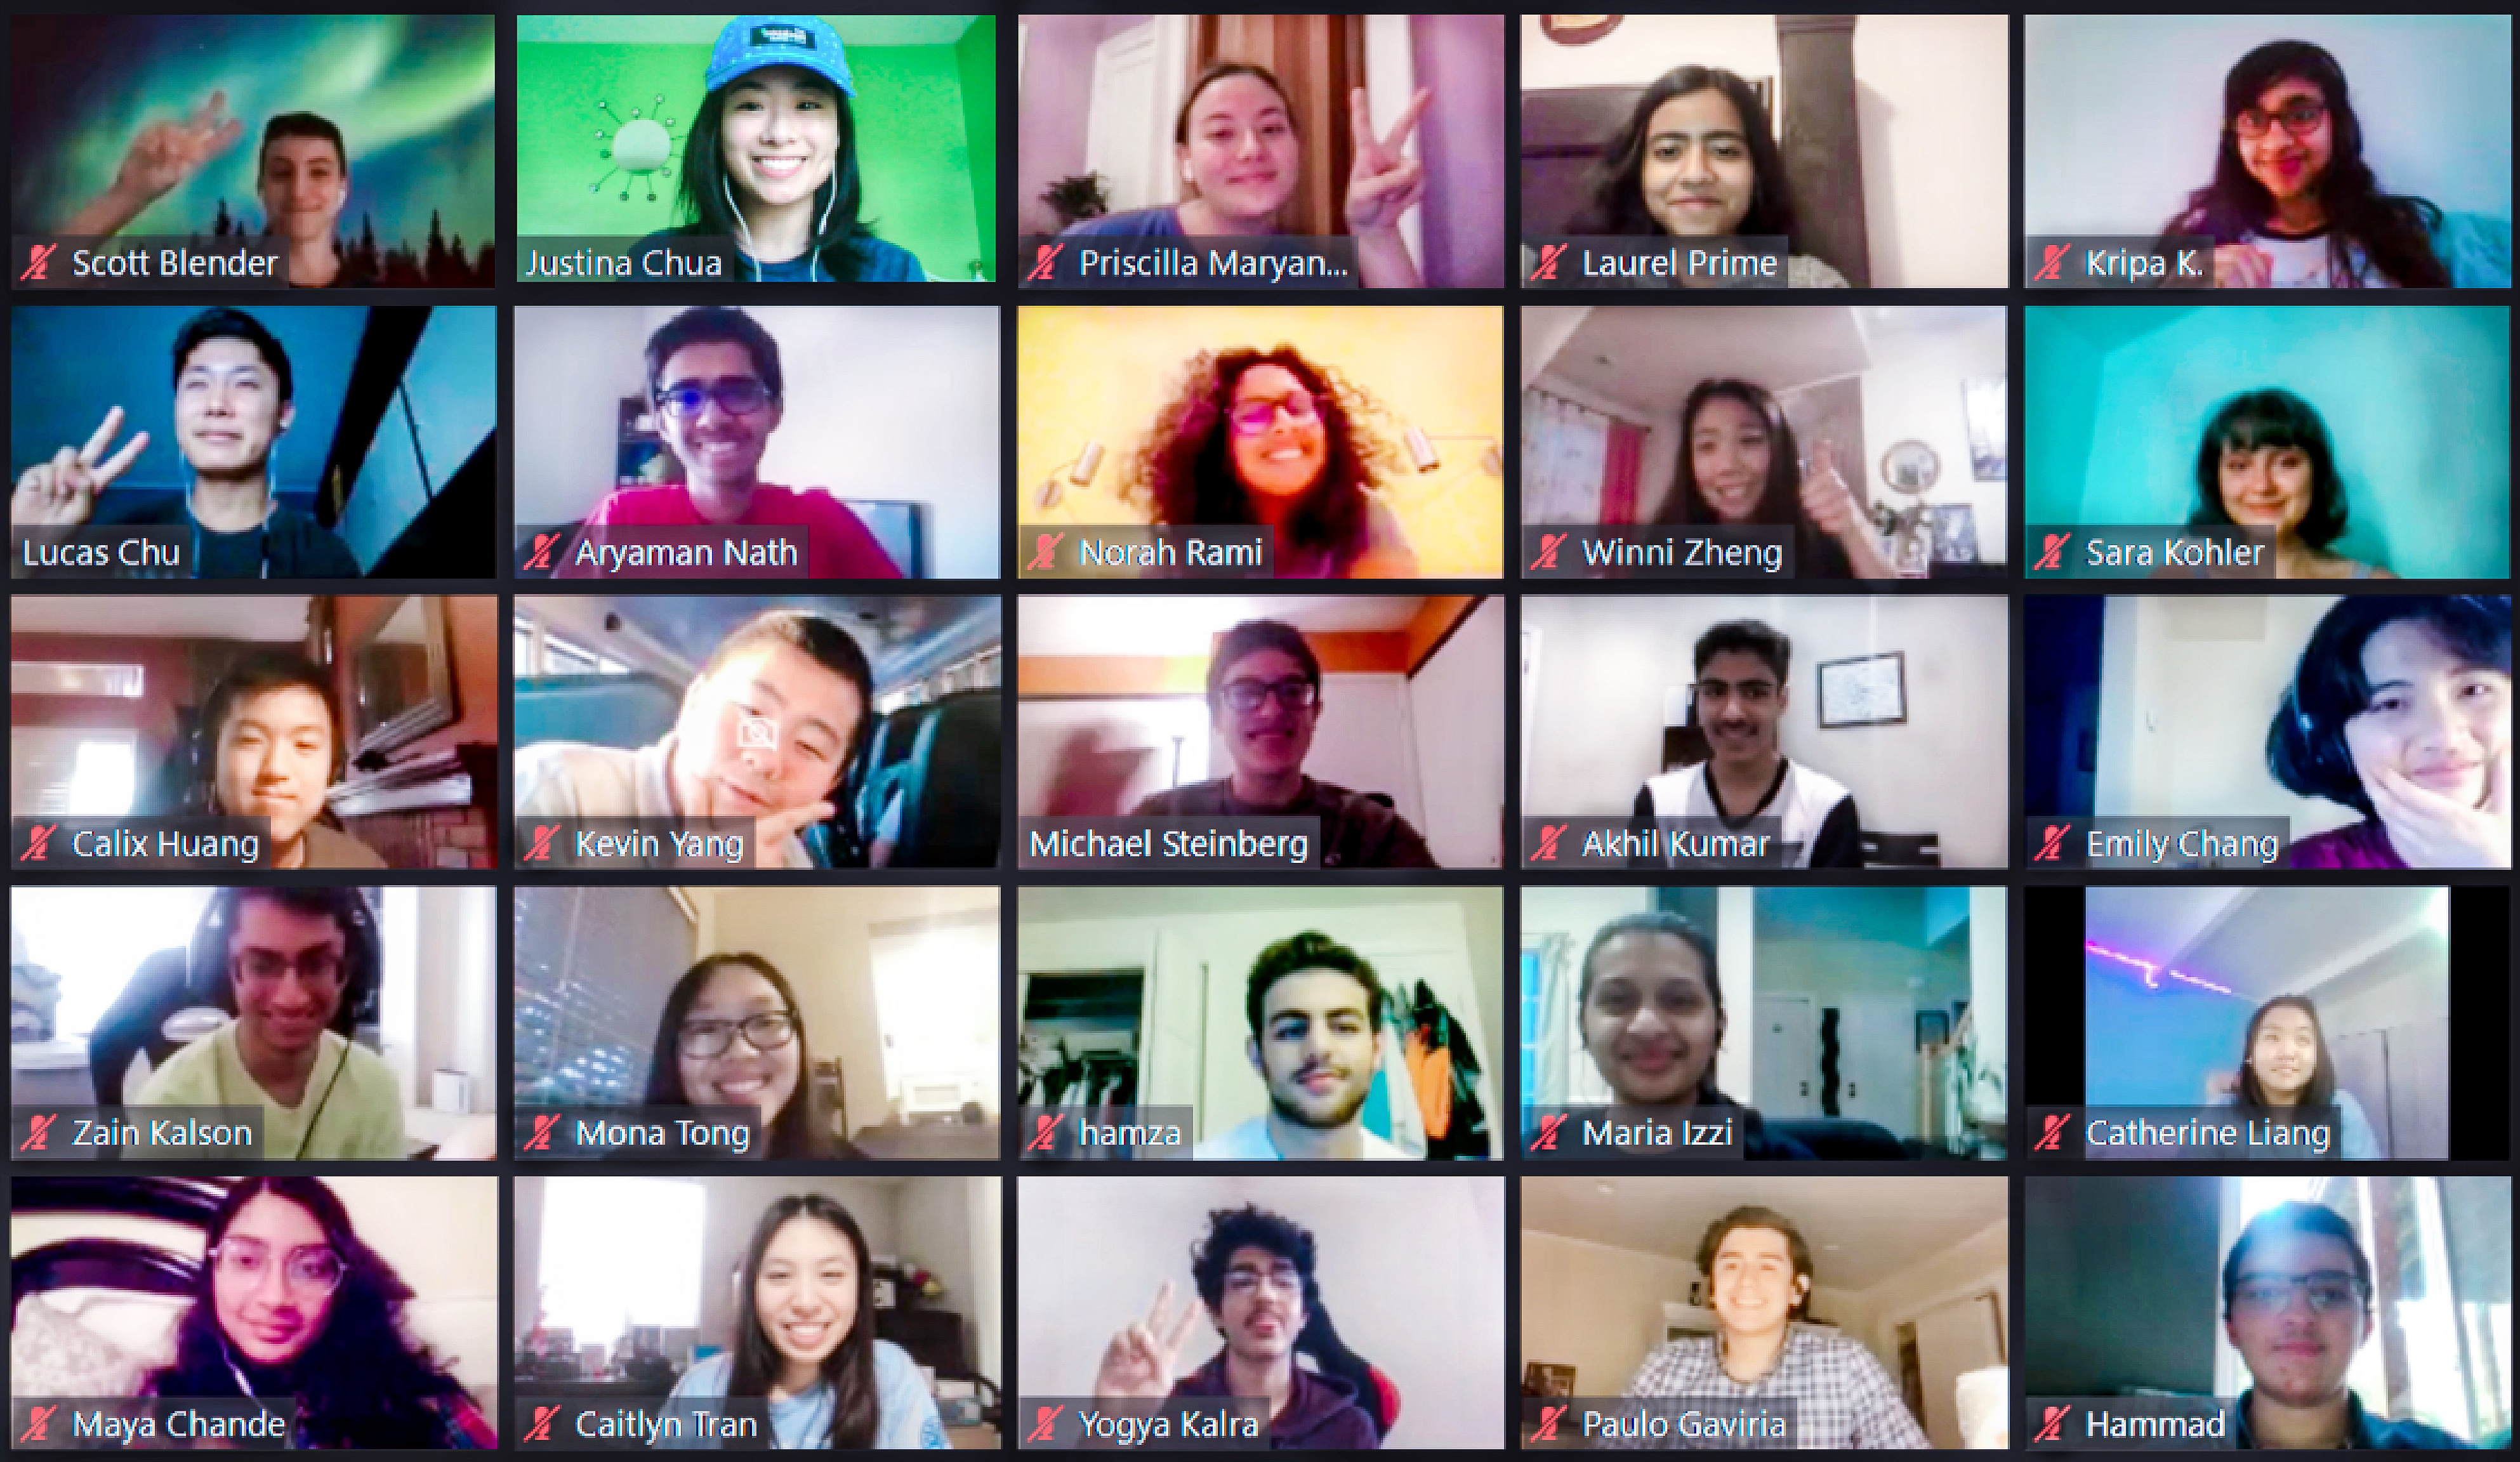 Scott Blender
Justina Chua
Priscilla Maryan...
Laurel Prime
Kripa K.
Lucas Chu
Aryaman Nath
Norah Rami
Winni Zheng
Sara Kohler
Calix Huang
Kevin Yang
Michael Steinberg
Akhil Kumar
Emily Chang
Zain Kalson
Mona Tong
hamza
Maria Izzi
Catherine Liang
Maya Chande
Caitlyn Tran
Yogya Kalra
Paulo Gaviria
Hammad